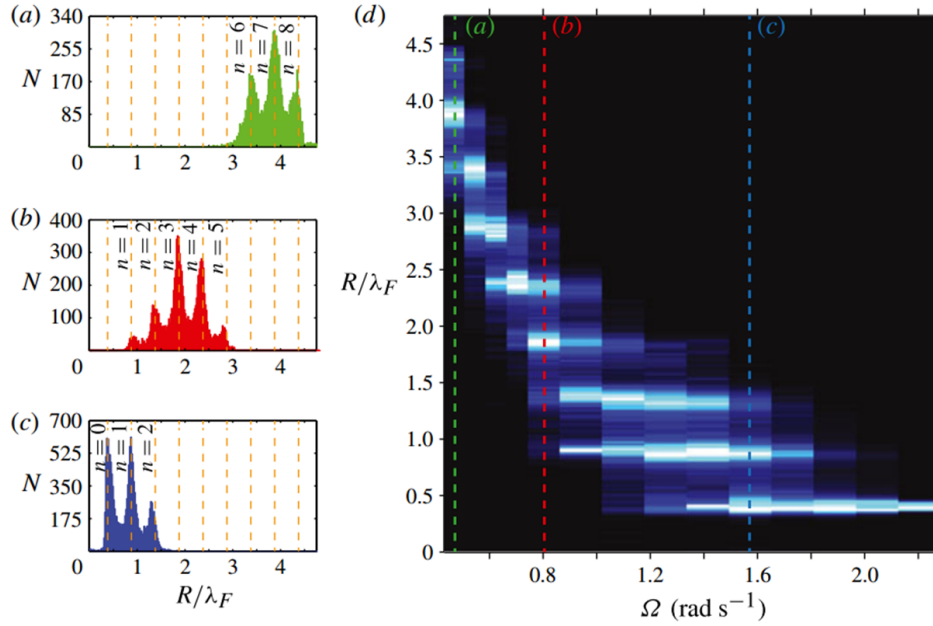 (a)
340
255
170
85
N
n = 6
n = 7
n = 8
0
1
2
3
4
(b)
400
300
200
100
N
n = 1
n = 2
n = 3
n = 4
n = 5
0
1
2
3
4
(c)
700
525
350
175
N
n = 0
n = 1
n = 2
0
1
2
3
4
R/λ_F
(d)
(a)
(b)
(c)
4.5
4.0
3.5
3.0
2.5
R/λ_F
2.0
1.5
1.0
0.5
0
0.8
1.2
1.6
2.0
Ω (rad s⁻¹)